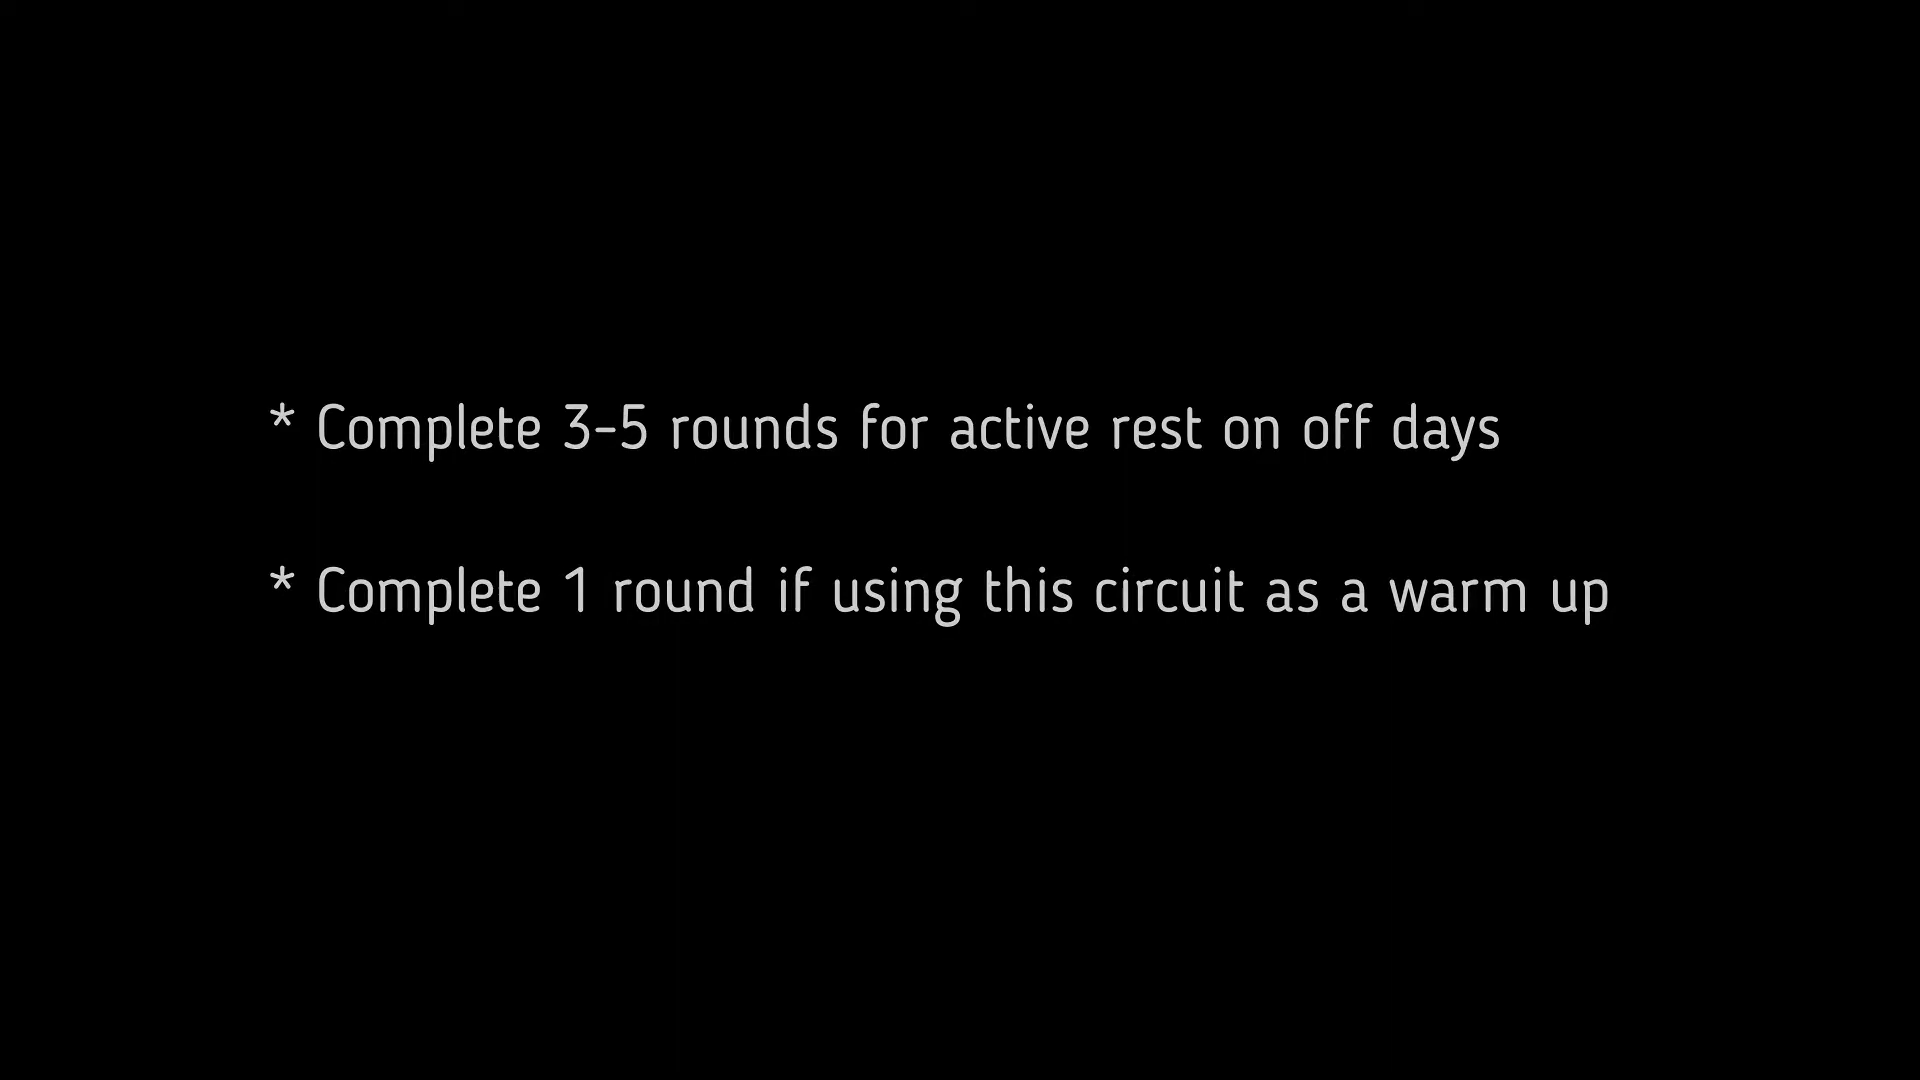 * Complete 3-5 rounds for active rest on off days
* Complete 1 round if using this circuit as a warm up